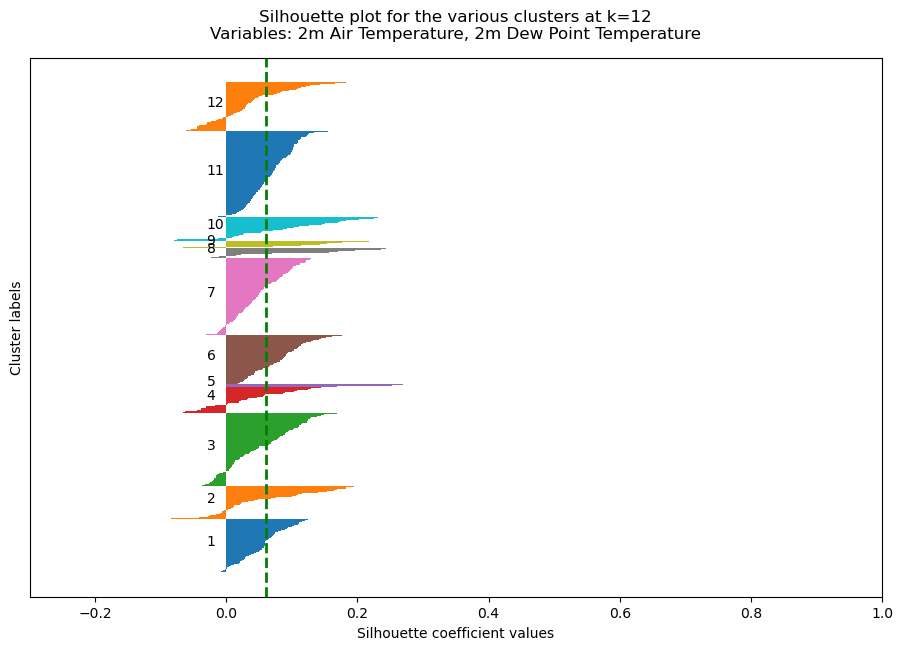 Silhouette plot for the various clusters at k=12
Variables: 2m Air Temperature, 2m Dew Point Temperature
Cluster labels
12
11
10
9
8
7
6
5
4
3
2
1
−0.2 0.0 0.2 0.4 0.6 0.8 1.0
Silhouette coefficient values